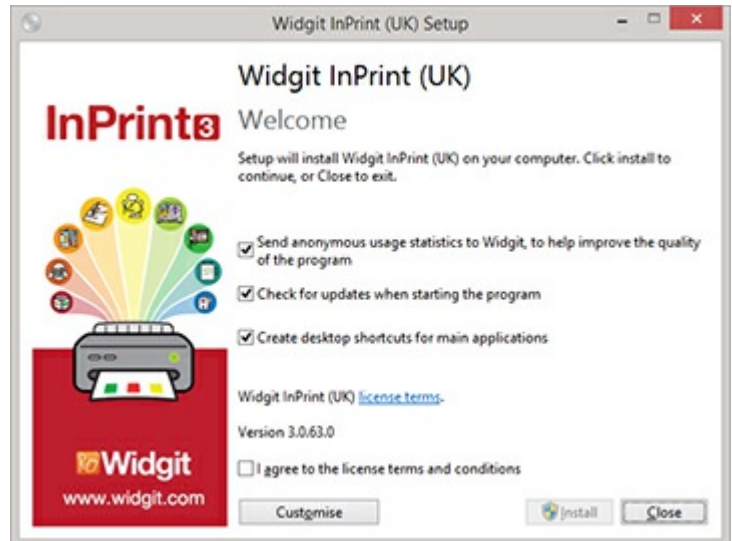 Widgit InPrint (UK) Setup
Widgit InPrint (UK)
InPrint3
Welcome
Setup will install Widgit InPrint (UK) on your computer. Click install to
continue, or Close to exit.
Send anonymous usage statistics to Widgit, to help improve the quality
of the program
Check for updates when starting the program
Create desktop shortcuts for main applications
Widgit InPrint (UK) license terms.
Version 3.0.63.0
I agree to the license terms and conditions
Widgit
www.widgit.com
Customise
Install
Close